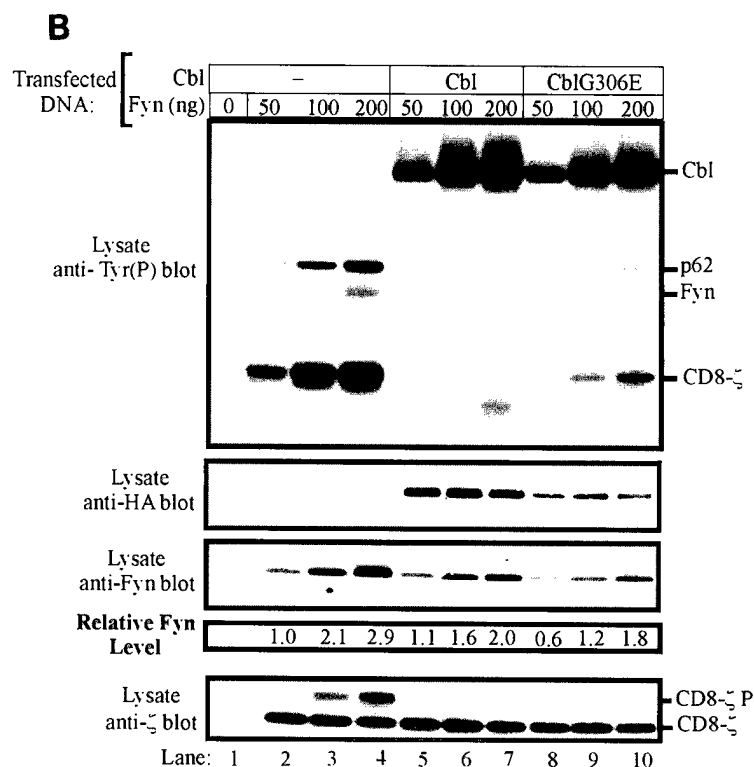 B
Transfected DNA: Cbl – Cbl CblG306E
Fyn (ng) 0 50 100 200 50 100 200 50 100 200
Cbl
Lysate
anti- Tyr(P) blot
p62
Fyn
CD8-ζ
Lysate
anti-HA blot
Lysate
anti-Fyn blot
Relative Fyn
Level
1.0 2.1 2.9 1.1 1.6 2.0 0.6 1.2 1.8
Lysate
anti-ζ blot
CD8-ζ P
CD8-ζ
Lane: 1 2 3 4 5 6 7 8 9 10